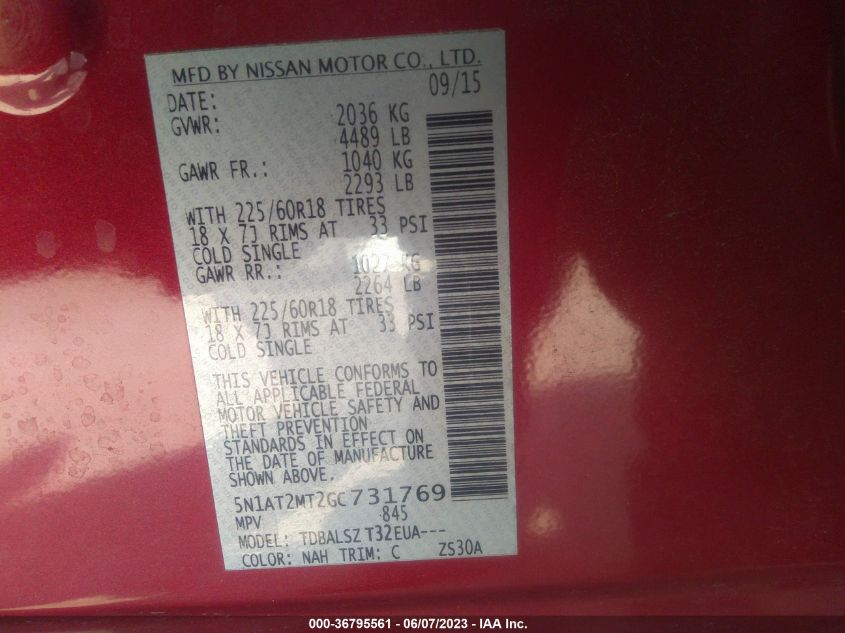 MFD BY NISSAN MOTOR CO., LTD.
DATE: 09/15
GVWR: 2036 KG
4489 LB
GAWR FR.: 1040 KG
2293 LB
WITH 225/60R18 TIRES
18 X 7J RIMS AT 33 PSI
COLD SINGLE
GAWR RR.: 1027 KG
2264 LB
WITH 225/60R18 TIRES
18 X 7J RIMS AT 33 PSI
COLD SINGLE
THIS VEHICLE CONFORMS TO
ALL APPLICABLE FEDERAL
MOTOR VEHICLE SAFETY AND
THEFT PREVENTION
STANDARDS IN EFFECT ON
THE DATE OF MANUFACTURE
SHOWN ABOVE.
5N1AT2MT2GC731769
MPV 845
MODEL: TDBALSZ T32EUA---
COLOR: NAH TRIM: C ZS30A
000-36795561 - 06/07/2023 - IAA Inc.